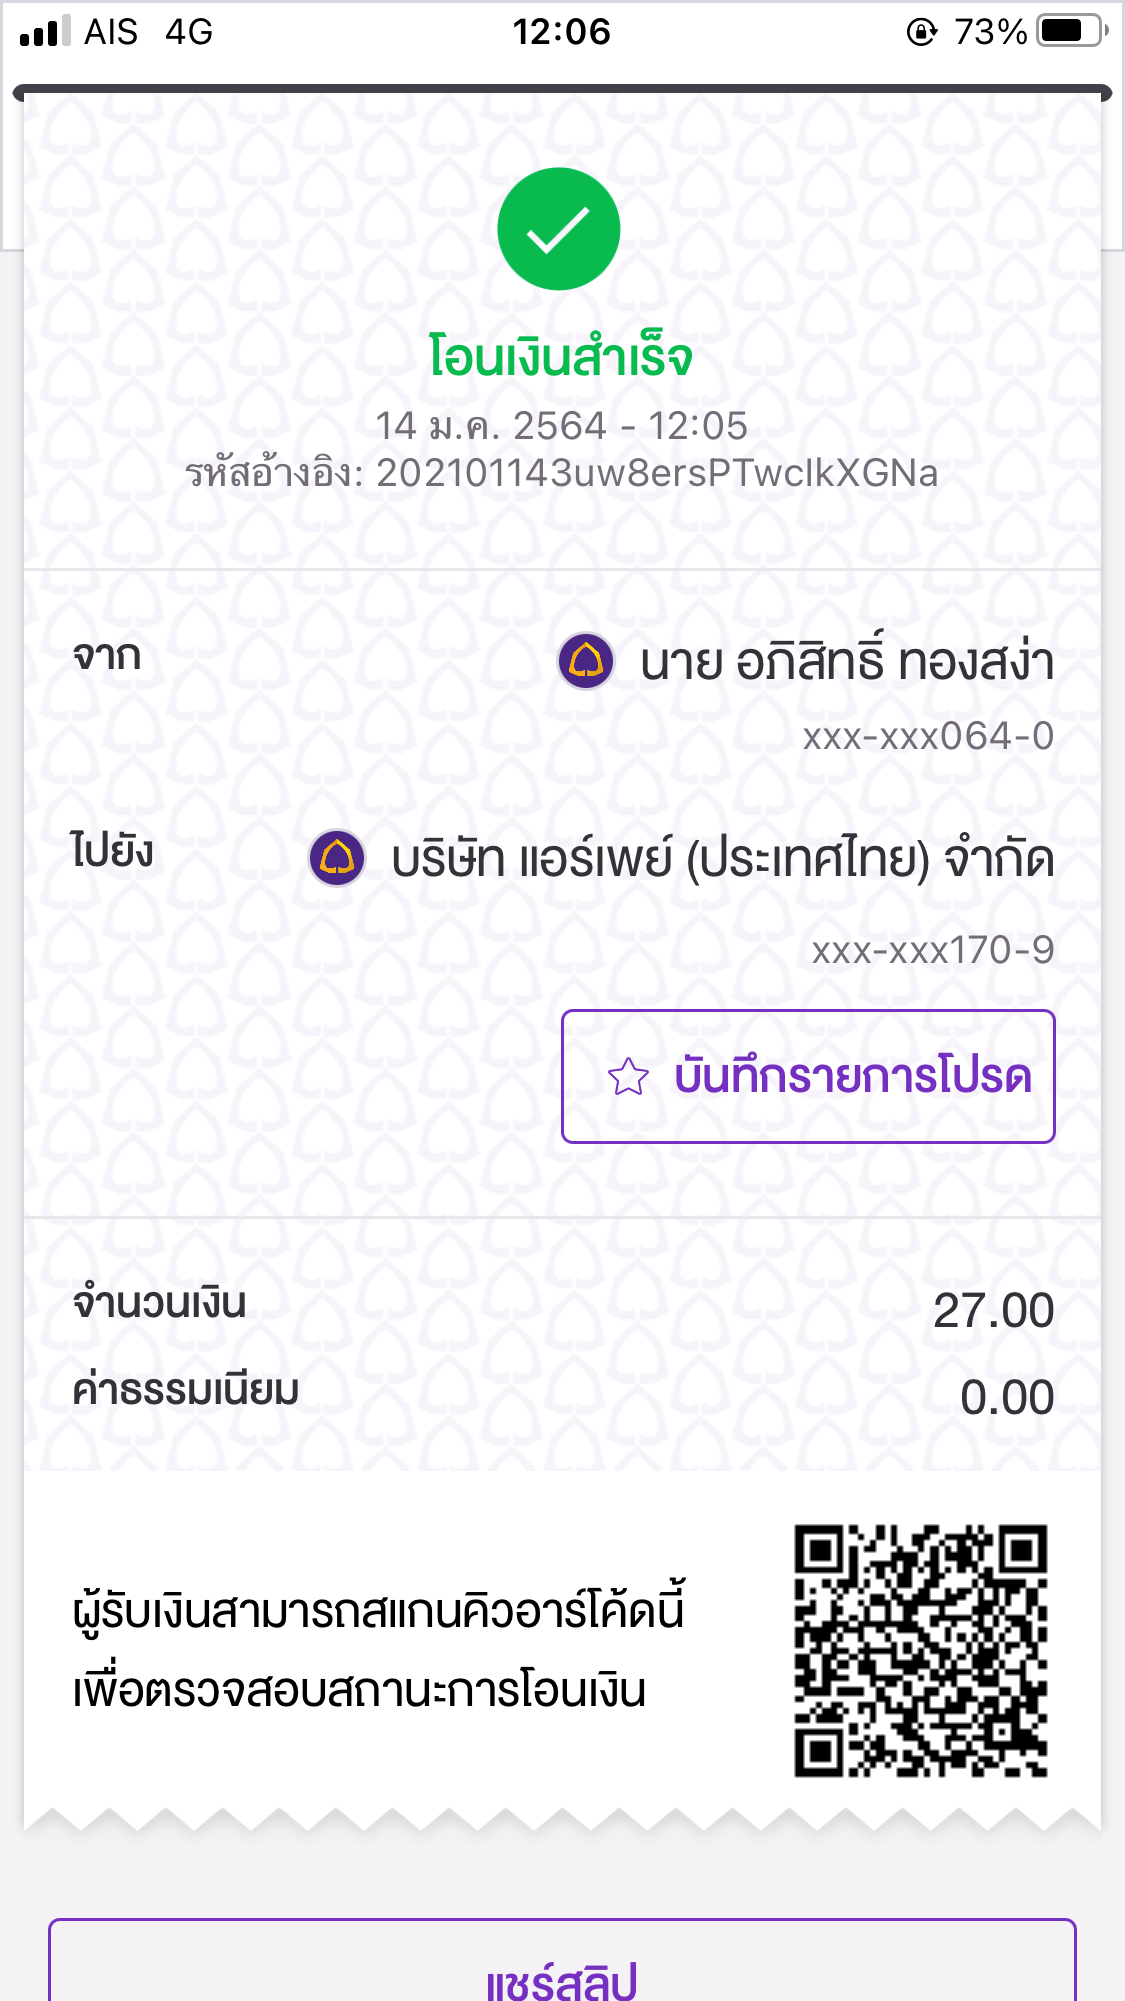 AIS 4G 12:06 73%
โอนเงินสำเร็จ
14 ม.ค. 2564 - 12:05
รหัสอ้างอิง: 202101143uw8ersPTwcIkXGNa
จาก นาย อภิสิทธิ์ ทองสง่า
xxx-xxx064-0
ไปยัง บริษัท แอร์เพย์ (ประเทศไทย) จำกัด
xxx-xxx170-9
บันทึกรายการโปรด
จำนวนเงิน 27.00
ค่าธรรมเนียม 0.00
ผู้รับเงินสามารถสแกนคิวอาร์โค้ดนี้
เพื่อตรวจสอบสถานะการโอนเงิน
แชร์สลิป